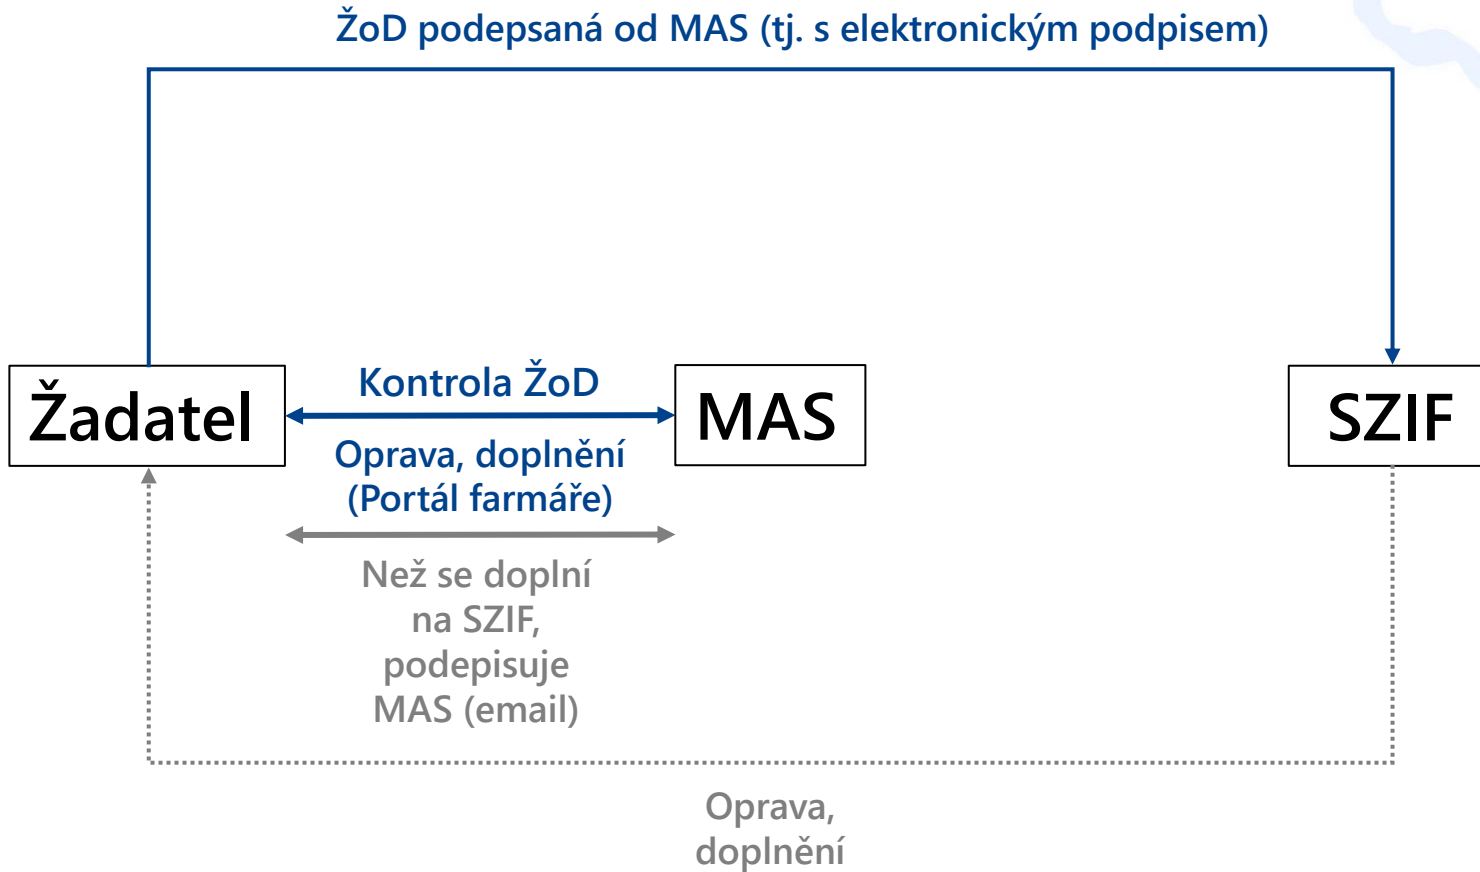 ŽoD podepsaná od MAS (tj. s elektronickým podpisem)
Žadatel
Kontrola ŽoD
MAS
SZIF
Oprava, doplnění
(Portál farmáře)
Než se doplní
na SZIF,
podepisuje
MAS (email)
Oprava,
doplnění